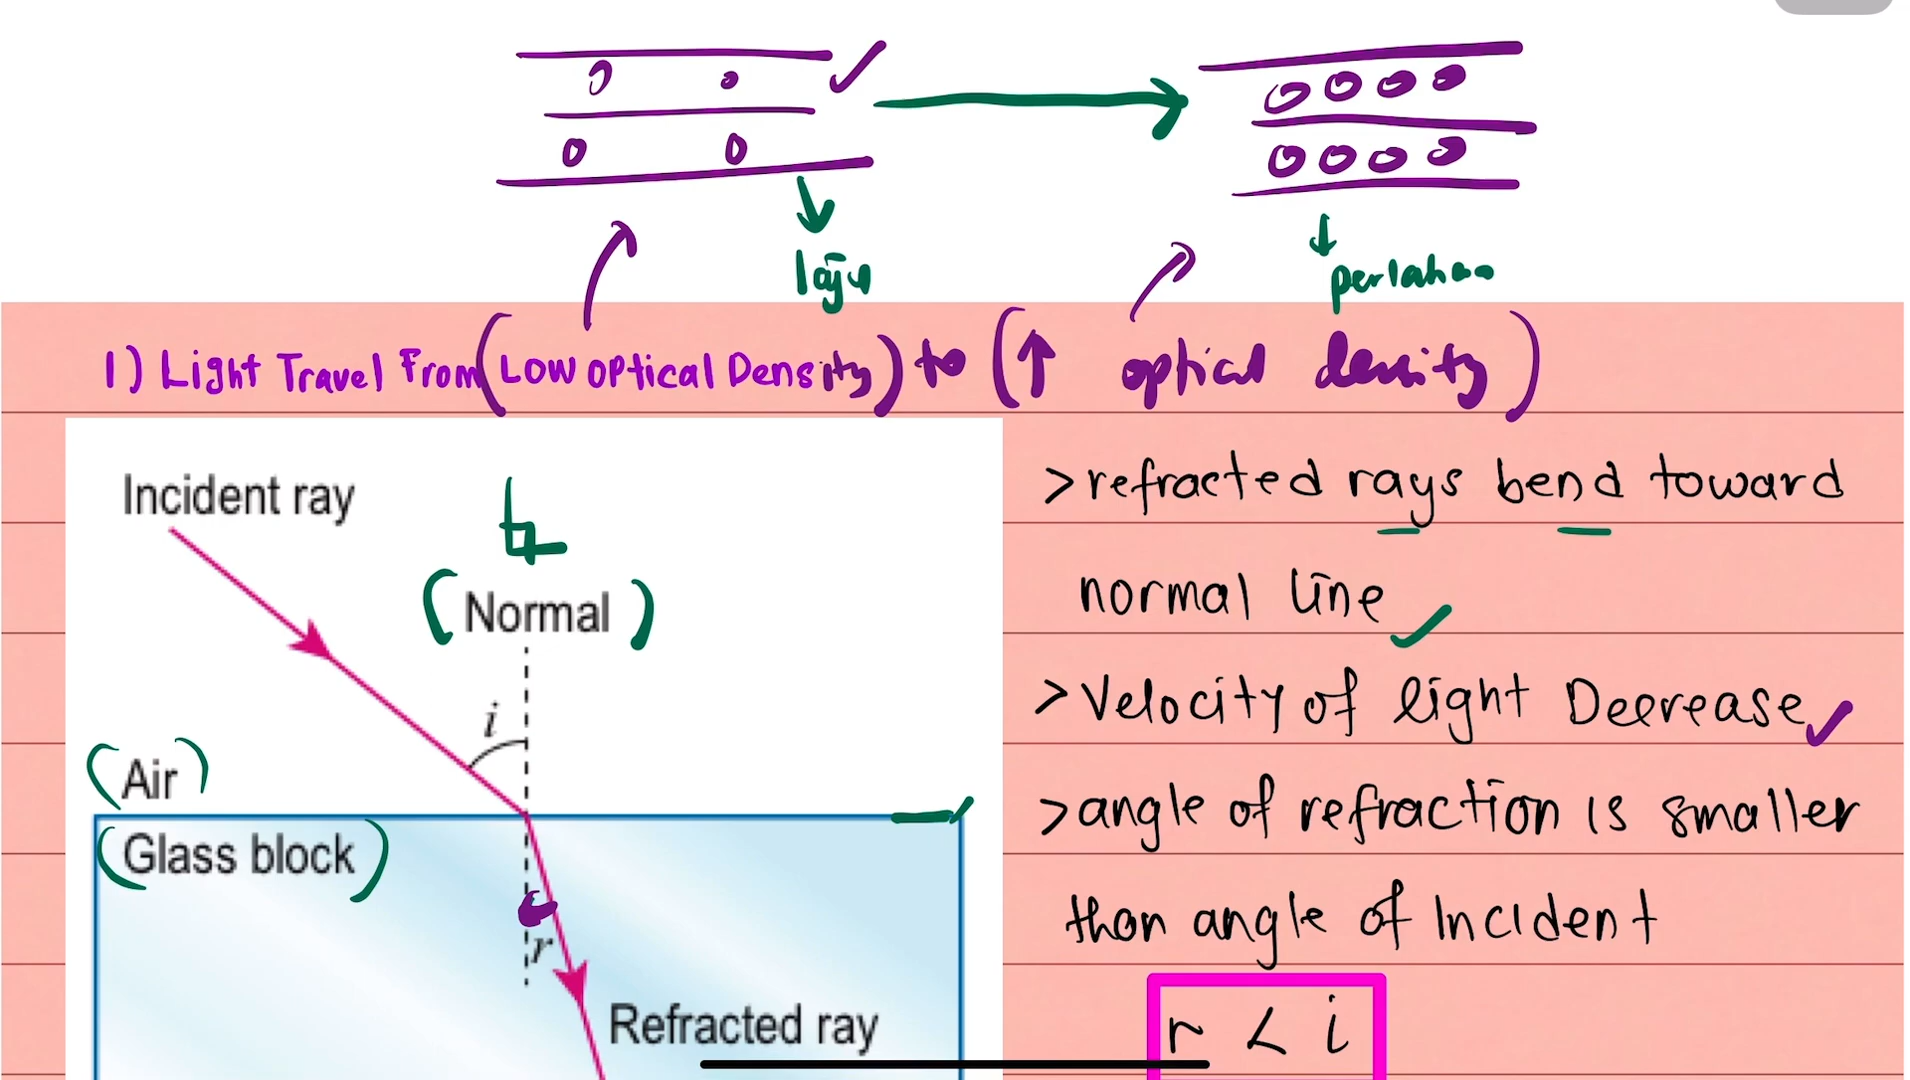 laju
perlahan
1) Light Travel From (Low optical Density) to (↑ optical density)
Incident ray
(Normal)
i
(Air)
(Glass block)
r
Refracted ray
> refracted rays bend toward
normal line
> Velocity of light Decrease
> angle of refraction is smaller
than angle of Incident
r < i